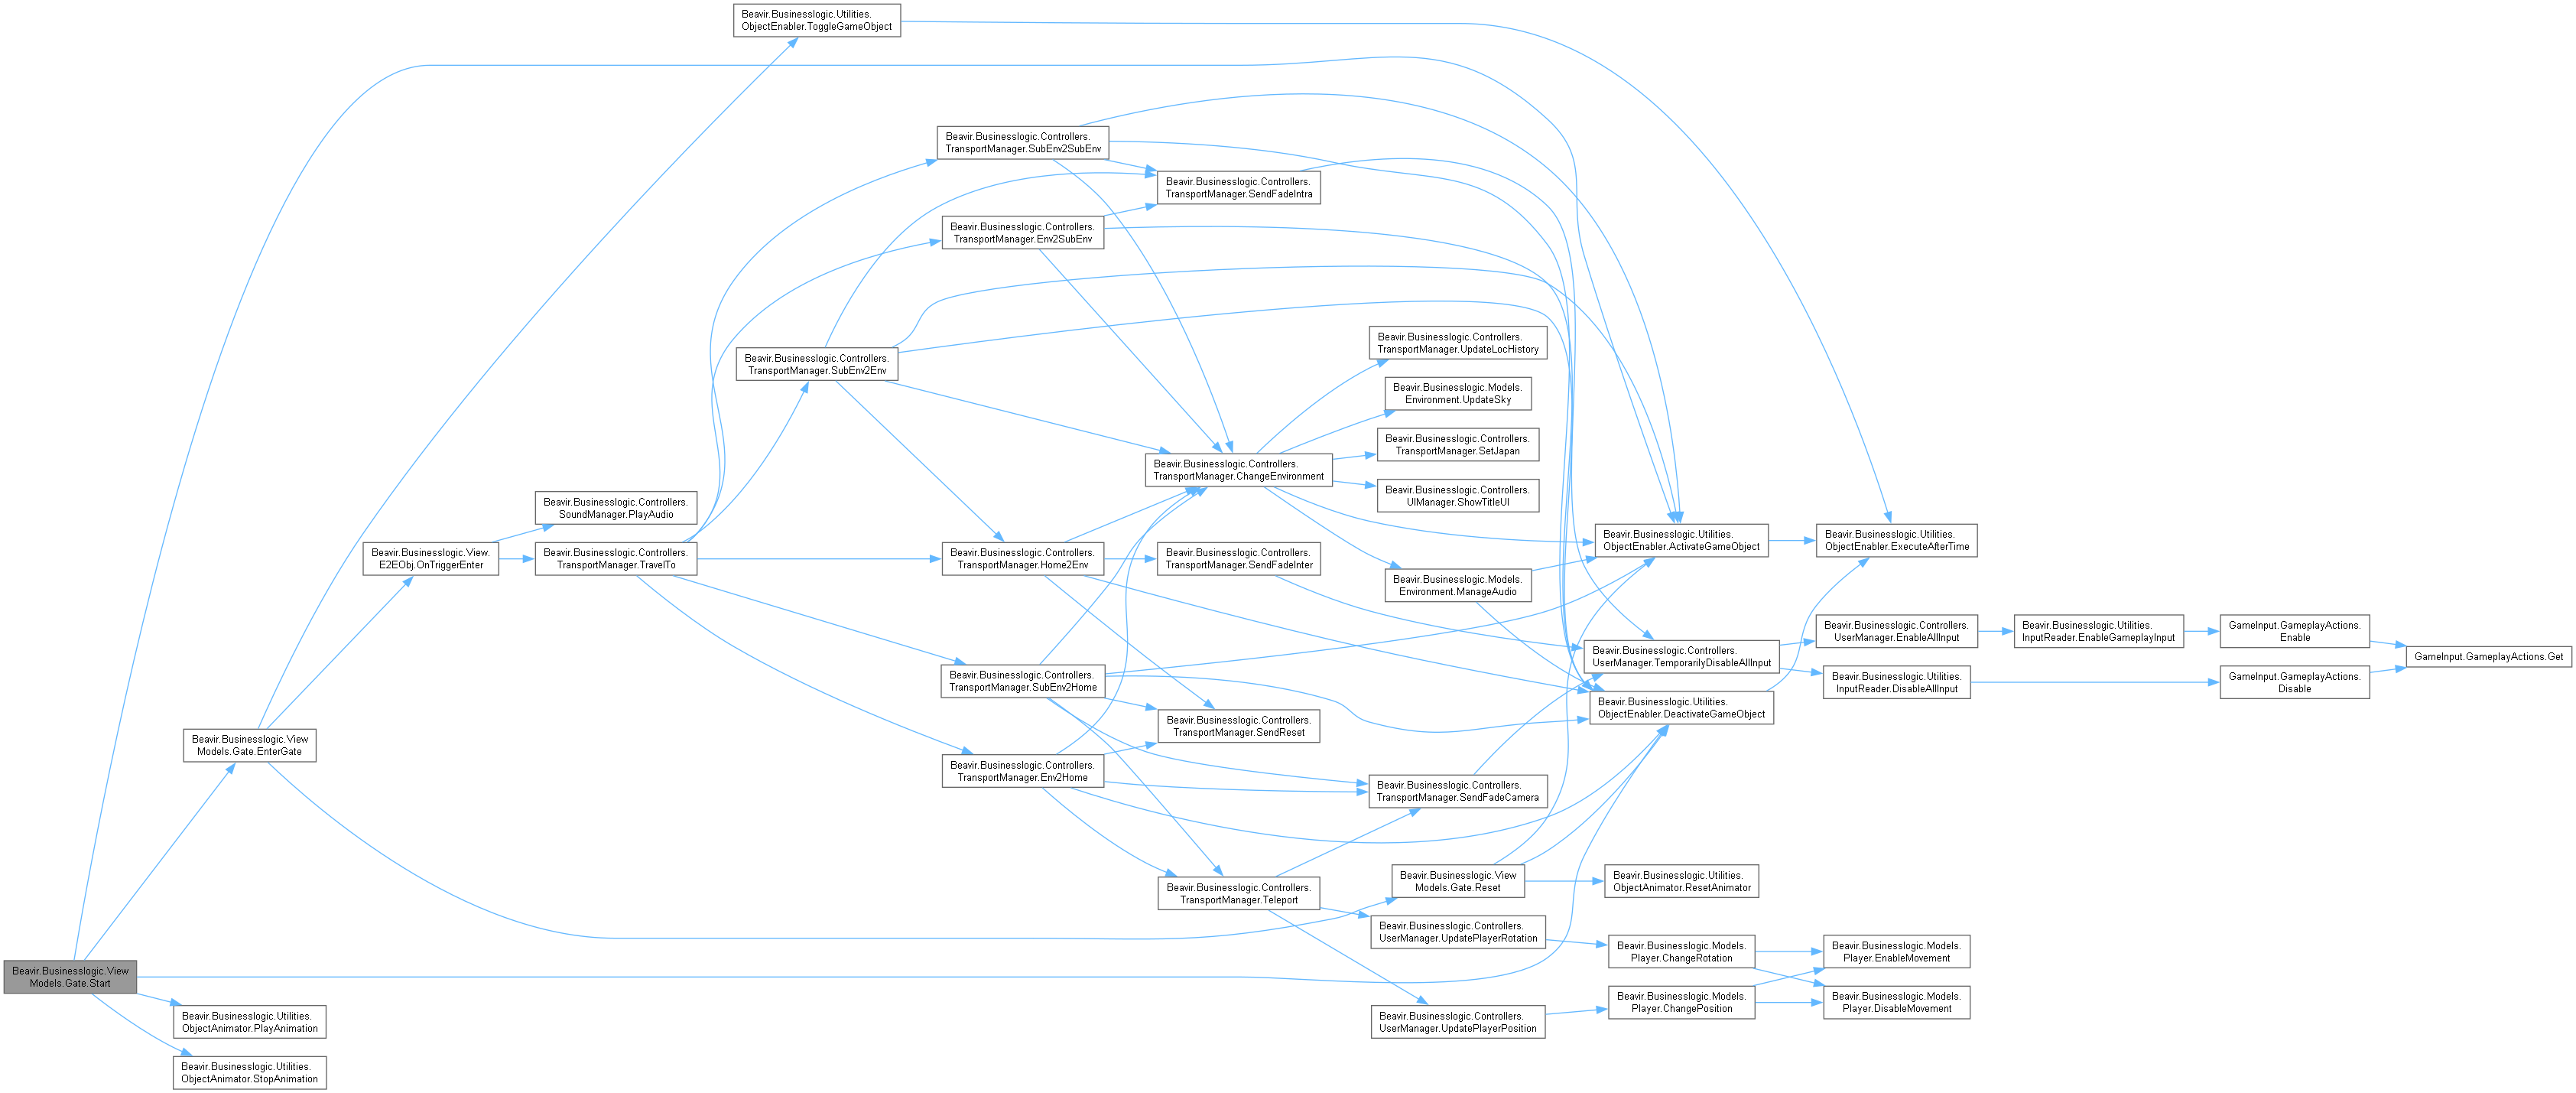 Beavir.Businesslogic.Utilities.
ObjectEnabler.ToggleGameObject
Beavir.Businesslogic.Controllers.
TransportManager.SubEnv2SubEnv
Beavir.Businesslogic.Controllers.
TransportManager.SendFadeIntra
Beavir.Businesslogic.Controllers.
TransportManager.Env2SubEnv
Beavir.Businesslogic.Controllers.
TransportManager.UpdateLocHistory
Beavir.Businesslogic.Controllers.
TransportManager.SubEnv2Env
Beavir.Businesslogic.Models.
Environment.UpdateSky
Beavir.Businesslogic.Controllers.
TransportManager.SetJapan
Beavir.Businesslogic.Controllers.
TransportManager.ChangeEnvironment
Beavir.Businesslogic.Controllers.
UIManager.ShowTitleUI
Beavir.Businesslogic.Controllers.
SoundManager.PlayAudio
Beavir.Businesslogic.View.
E2EObj.OnTriggerEnter
Beavir.Businesslogic.Controllers.
TransportManager.TravelTo
Beavir.Businesslogic.Controllers.
TransportManager.Home2Env
Beavir.Businesslogic.Controllers.
TransportManager.SendFadeInter
Beavir.Businesslogic.Utilities.
ObjectEnabler.ActivateGameObject
Beavir.Businesslogic.Utilities.
ObjectEnabler.ExecuteAfterTime
Beavir.Businesslogic.Models.
Environment.ManageAudio
Beavir.Businesslogic.Controllers.
UserManager.EnableAllInput
Beavir.Businesslogic.Utilities.
InputReader.EnableGameplayInput
GameInput.GameplayActions.
Enable
GameInput.GameplayActions.Get
Beavir.Businesslogic.Controllers.
UserManager.TemporarilyDisableAllInput
Beavir.Businesslogic.Utilities.
InputReader.DisableAllInput
GameInput.GameplayActions.
Disable
Beavir.Businesslogic.Controllers.
TransportManager.SubEnv2Home
Beavir.Businesslogic.Utilities.
ObjectEnabler.DeactivateGameObject
Beavir.Businesslogic.Controllers.
TransportManager.SendReset
Beavir.Businesslogic.View
Models.Gate.EnterGate
Beavir.Businesslogic.Controllers.
TransportManager.Env2Home
Beavir.Businesslogic.Controllers.
TransportManager.SendFadeCamera
Beavir.Businesslogic.Controllers.
TransportManager.Teleport
Beavir.Businesslogic.View
Models.Gate.Reset
Beavir.Businesslogic.Utilities.
ObjectAnimator.ResetAnimator
Beavir.Businesslogic.Controllers.
UserManager.UpdatePlayerRotation
Beavir.Businesslogic.Models.
Player.ChangeRotation
Beavir.Businesslogic.Models.
Player.EnableMovement
Beavir.Businesslogic.View
Models.Gate.Start
Beavir.Businesslogic.Models.
Player.ChangePosition
Beavir.Businesslogic.Models.
Player.DisableMovement
Beavir.Businesslogic.Utilities.
ObjectAnimator.PlayAnimation
Beavir.Businesslogic.Controllers.
UserManager.UpdatePlayerPosition
Beavir.Businesslogic.Utilities.
ObjectAnimator.StopAnimation